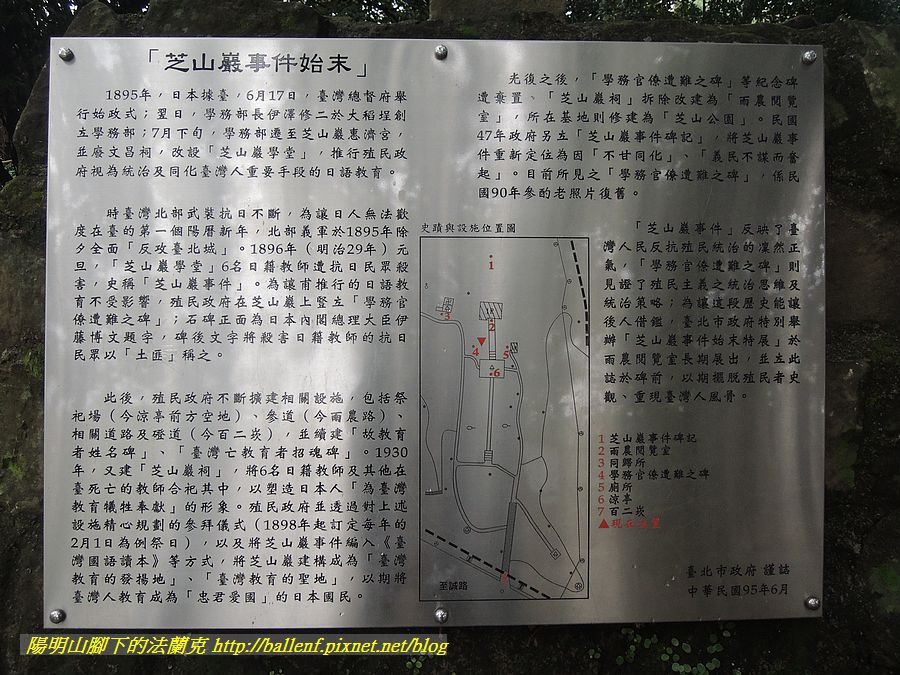 「芝山巖事件始末」
1895年，日本據臺，6月17日，臺灣總督府舉
行始政式；翌日，學務部長伊澤修二於大稻埕創
立學務部；7月下旬，學務部遷至芝山巖惠濟宮，
並廢文昌祠，改設「芝山巖學堂」，推行殖民政
府視為統治及同化臺灣人重要手段的日語教育。
時臺灣北部武裝抗日不斷，為讓日人無法歡
度在臺的第一個陽曆新年，北部義軍於1895年除
夕全面「反攻臺北城」。1896年（明治29年）元
旦，「芝山巖學堂」6名日籍教師遭抗日民眾殺
害，史稱「芝山巖事件」。為讓甫推行的日語教
育不受影響，殖民政府在芝山巖上豎立「學務官
僚遭難之碑」；石碑正面為日本內閣總理大臣伊
藤博文題字，碑後文字將殺害日籍教師的抗日
民眾以「土匪」稱之。
此後，殖民政府不斷擴建相關設施，包括祭
祀場（今涼亭前方空地）、參道（今雨農路）、
相關道路及磴道（今百二崁），並續建「故教育
者姓名碑」、「臺灣亡教育者招魂碑」。1930
年，又建「芝山巖祠」，將6名日籍教師及其他在
臺死亡的教師合祀其中，以塑造日本人「為臺灣
教育犧牲奉獻」的形象。殖民政府並透過對上述
設施精心規劃的參拜儀式（1898年起訂定每年的
2月1日為例祭日），以及將芝山巖事件編入《臺
灣國語讀本》等方式，將芝山巖建構成為「臺灣
教育的發揚地」、「臺灣教育的聖地」，以期將
臺灣人教育成為「忠君愛國」的日本國民。
光復之後，「學務官僚遭難之碑」等紀念碑
遭棄置、「芝山巖祠」拆除改建為「雨農閱覽
室」，所在基地則修建為「芝山公園」。民國
47年政府另立「芝山巖事件碑記」，將芝山巖事
件重新定位為因「不甘同化」、「義民不謀而奮
起」。目前所見之「學務官僚遭難之碑」，係民
國90年參酌老照片復舊。
「芝山巖事件」反映了臺
灣人民反抗殖民統治的凜然正
氣，「學務官僚遭難之碑」則
見證了殖民主義之統治思維及
統治策略；為讓這段歷史能讓
後人借鑑，臺北市政府特別舉
辦「芝山巖事件始末特展」於
雨農閱覽室長期展出，並立此
誌於碑前，以期擺脫殖民者史
觀、重現臺灣人風骨。
史蹟與設施位置圖
1
2
3
4
5
6
7
至誠路
1 芝山巖事件碑記
2 雨農閱覽室
3 同歸所
4 學務官僚遭難之碑
5 廁所
6 涼亭
7 百二崁
▲現在位置
臺北市政府 謹誌
中華民國95年6月
陽明山腳下的法蘭克 http://ballenf.pixnet.net/blog